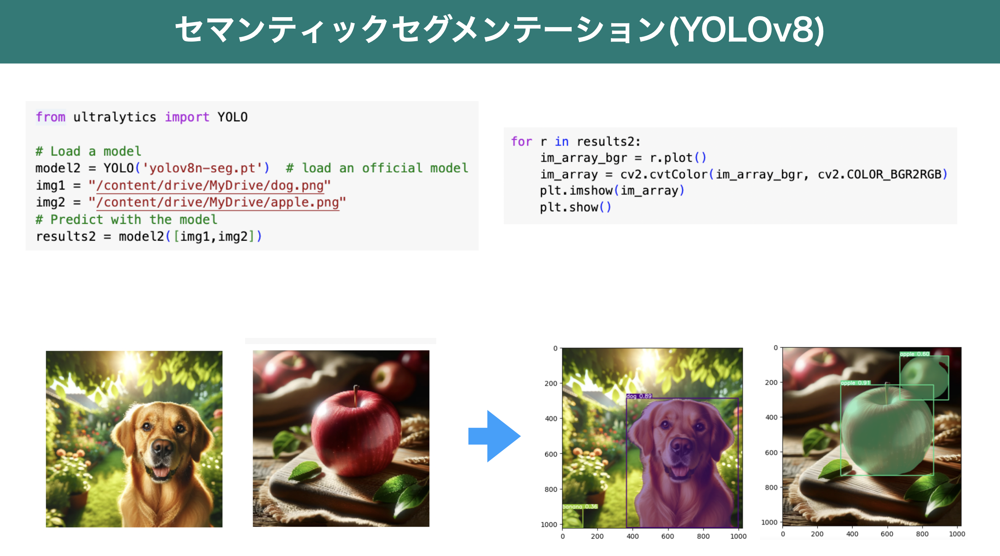 セマンティックセグメンテーション(YOLOv8)
from ultralytics import YOLO
# Load a model
model2 = YOLO('yolov8n-seg.pt')  # load an official model
img1 = "/content/drive/MyDrive/dog.png"
img2 = "/content/drive/MyDrive/apple.png"
# Predict with the model
results2 = model2([img1,img2])
for r in results2:
    im_array_bgr = r.plot()
    im_array = cv2.cvtColor(im_array_bgr, cv2.COLOR_BGR2RGB)
    plt.imshow(im_array)
    plt.show()
0
200
400
600
800
1000
0 200 400 600 800 1000
dog 0.89
banana 0.36
0
200
400
600
800
1000
0 200 400 600 800 1000
apple 0.60
apple 0.91